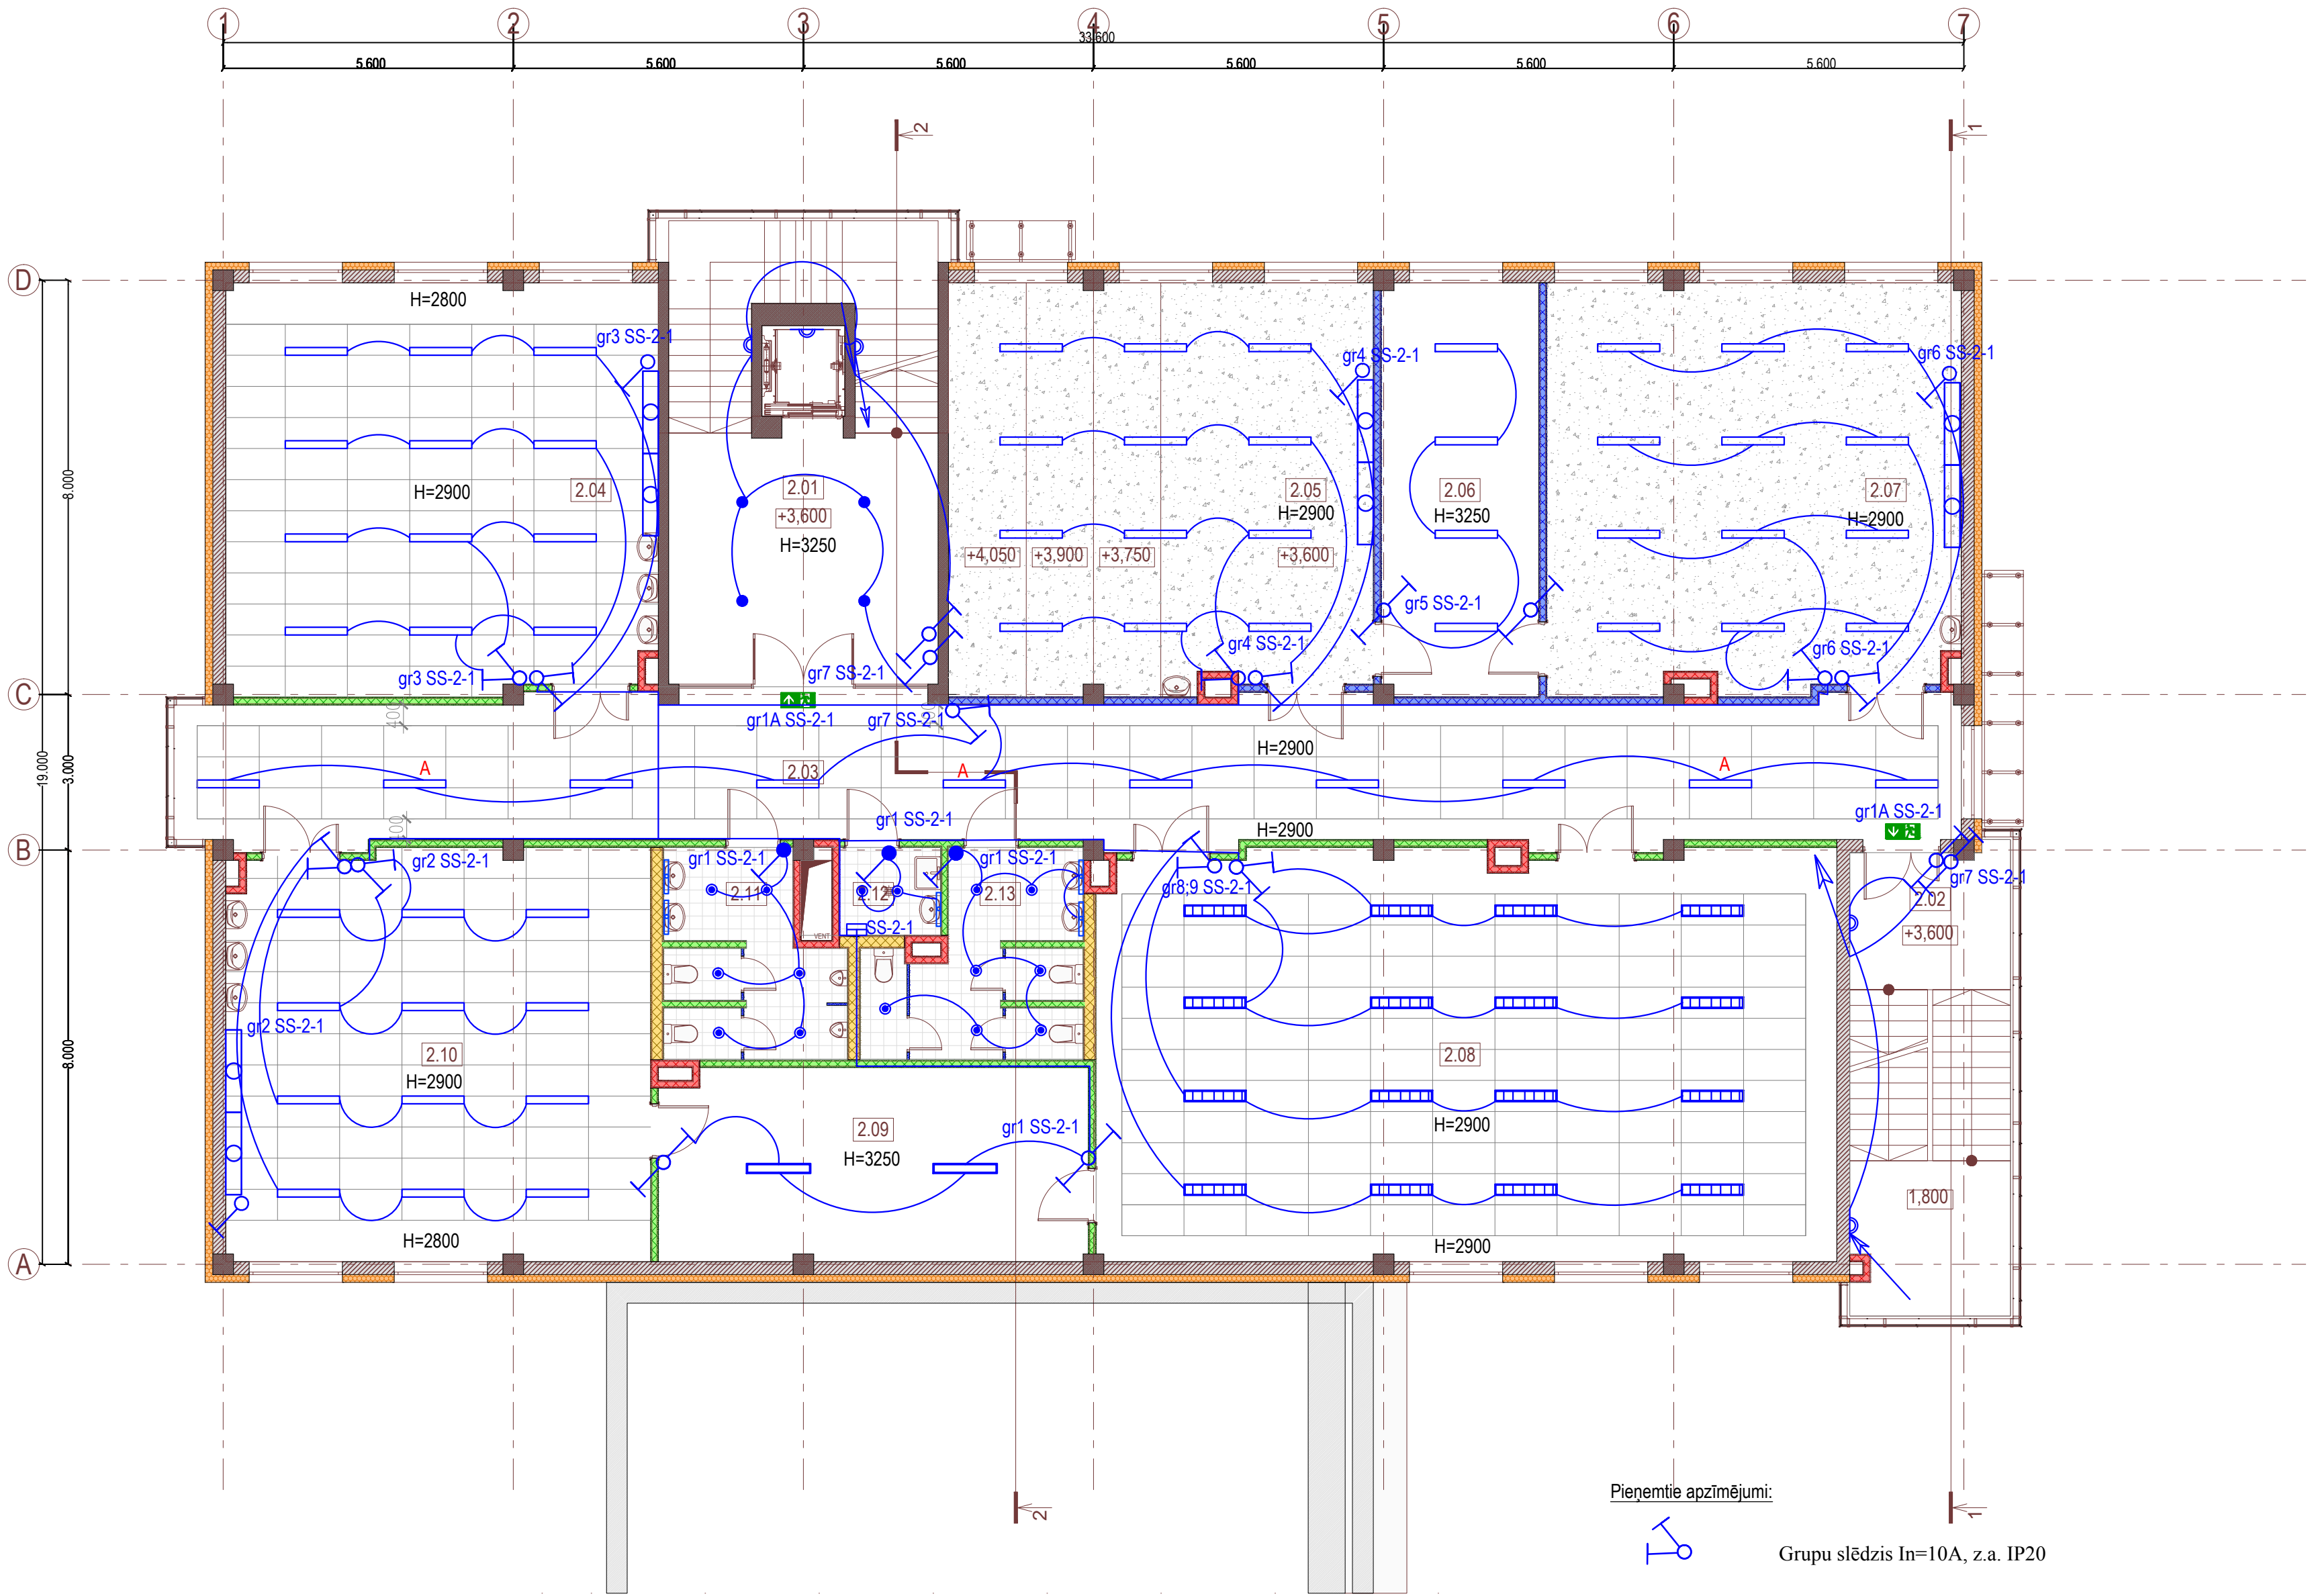 1 2 3 4 5 6 7
33.600
5.600 5.600 5.600 5.600 5.600 5.600
2 1
D
H=2800
gr3 SS-2-1
gr4 SS-2-1
gr6 SS-2-1
8.000
H=2900
2.04
2.01
+3,600
H=3250
2.05
H=2900
2.06
H=3250
2.07
H=2900
+4,050
+3,900
+3,750
+3,600
gr5 SS-2-1
gr3 SS-2-1
gr7 SS-2-1
gr4 SS-2-1
gr6 SS-2-1
C
400
gr1A SS-2-1
gr7 SS-2-1
H=2900
19.000
3.000
A
2.03
A
A
gr1A SS-2-1
gr1 SS-2-1
H=2900
B
gr2 SS-2-1
gr1 SS-2-1
gr1 SS-2-1
gr8;9 SS-2-1
gr7 SS-2-1
2.11
2.12
2.13
2.02
SS-2-1
VENT
+3,600
gr2 SS-2-1
8.000
2.10
H=2900
2.08
H=2900
2.09
H=3250
gr1 SS-2-1
1,800
H=2800
H=2900
A
2 1
Pieņemtie apzīmējumi:
Grupu slēdzis In=10A, z.a. IP20